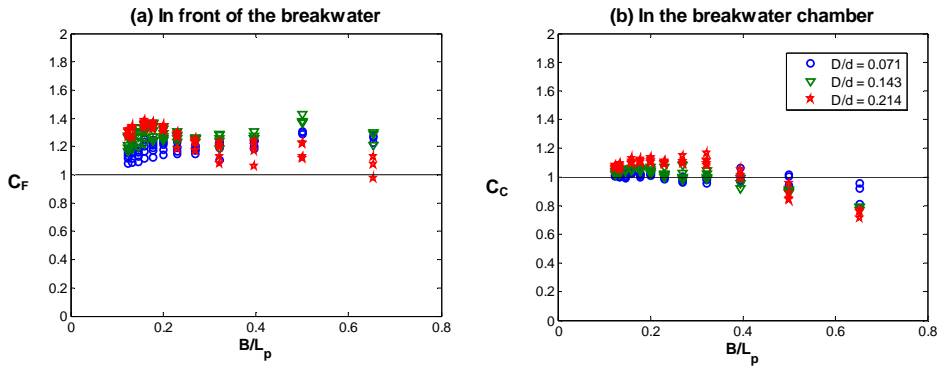 (a) In front of the breakwater
2
1.8
1.6
1.4
1.2
1
0.8
0.6
0.4
0.2
0
C_F
0 0.2 0.4 0.6 0.8
B/L_p
(b) In the breakwater chamber
2
1.8
1.6
1.4
1.2
1
0.8
0.6
0.4
0.2
0
C_C
0 0.2 0.4 0.6 0.8
B/L_p
D/d = 0.071
D/d = 0.143
D/d = 0.214